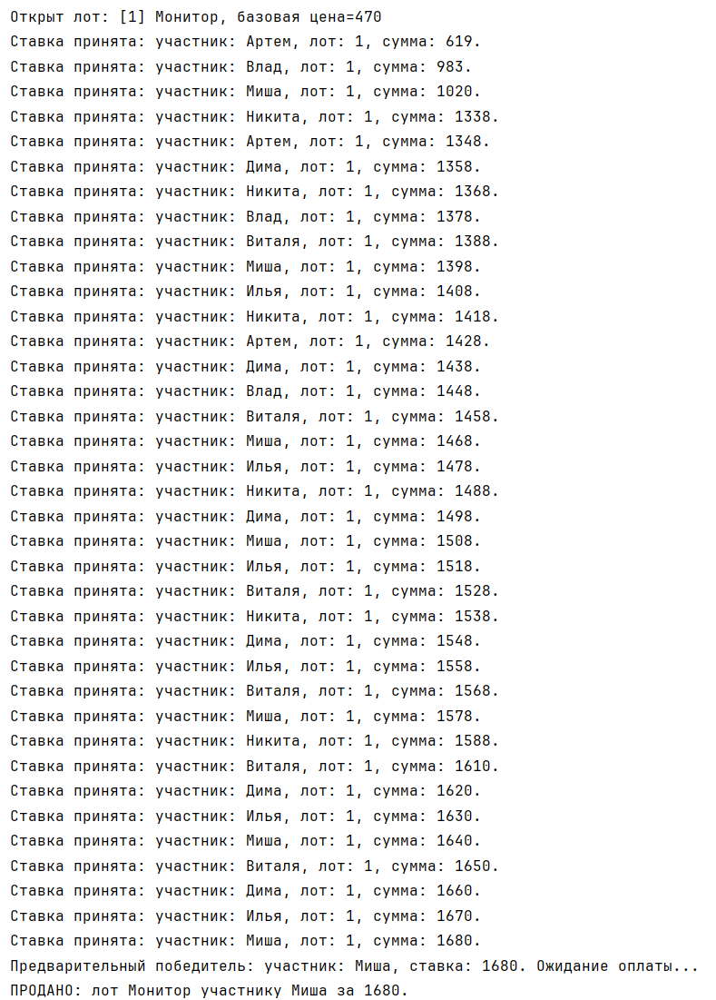 Открыт лот: [1] Монитор, базовая цена=470
Ставка принята: участник: Артем, лот: 1, сумма: 619.
Ставка принята: участник: Влад, лот: 1, сумма: 983.
Ставка принята: участник: Миша, лот: 1, сумма: 1020.
Ставка принята: участник: Никита, лот: 1, сумма: 1338.
Ставка принята: участник: Артем, лот: 1, сумма: 1348.
Ставка принята: участник: Дима, лот: 1, сумма: 1358.
Ставка принята: участник: Никита, лот: 1, сумма: 1368.
Ставка принята: участник: Влад, лот: 1, сумма: 1378.
Ставка принята: участник: Виталя, лот: 1, сумма: 1388.
Ставка принята: участник: Миша, лот: 1, сумма: 1398.
Ставка принята: участник: Илья, лот: 1, сумма: 1408.
Ставка принята: участник: Никита, лот: 1, сумма: 1418.
Ставка принята: участник: Артем, лот: 1, сумма: 1428.
Ставка принята: участник: Дима, лот: 1, сумма: 1438.
Ставка принята: участник: Влад, лот: 1, сумма: 1448.
Ставка принята: участник: Виталя, лот: 1, сумма: 1458.
Ставка принята: участник: Миша, лот: 1, сумма: 1468.
Ставка принята: участник: Илья, лот: 1, сумма: 1478.
Ставка принята: участник: Никита, лот: 1, сумма: 1488.
Ставка принята: участник: Дима, лот: 1, сумма: 1498.
Ставка принята: участник: Миша, лот: 1, сумма: 1508.
Ставка принята: участник: Илья, лот: 1, сумма: 1518.
Ставка принята: участник: Виталя, лот: 1, сумма: 1528.
Ставка принята: участник: Никита, лот: 1, сумма: 1538.
Ставка принята: участник: Дима, лот: 1, сумма: 1548.
Ставка принята: участник: Илья, лот: 1, сумма: 1558.
Ставка принята: участник: Виталя, лот: 1, сумма: 1568.
Ставка принята: участник: Миша, лот: 1, сумма: 1578.
Ставка принята: участник: Никита, лот: 1, сумма: 1588.
Ставка принята: участник: Виталя, лот: 1, сумма: 1610.
Ставка принята: участник: Дима, лот: 1, сумма: 1620.
Ставка принята: участник: Илья, лот: 1, сумма: 1630.
Ставка принята: участник: Миша, лот: 1, сумма: 1640.
Ставка принята: участник: Виталя, лот: 1, сумма: 1650.
Ставка принята: участник: Дима, лот: 1, сумма: 1660.
Ставка принята: участник: Илья, лот: 1, сумма: 1670.
Ставка принята: участник: Миша, лот: 1, сумма: 1680.
Предварительный победитель: участник: Миша, ставка: 1680. Ожидание оплаты...
ПРОДАНО: лот Монитор участнику Миша за 1680.